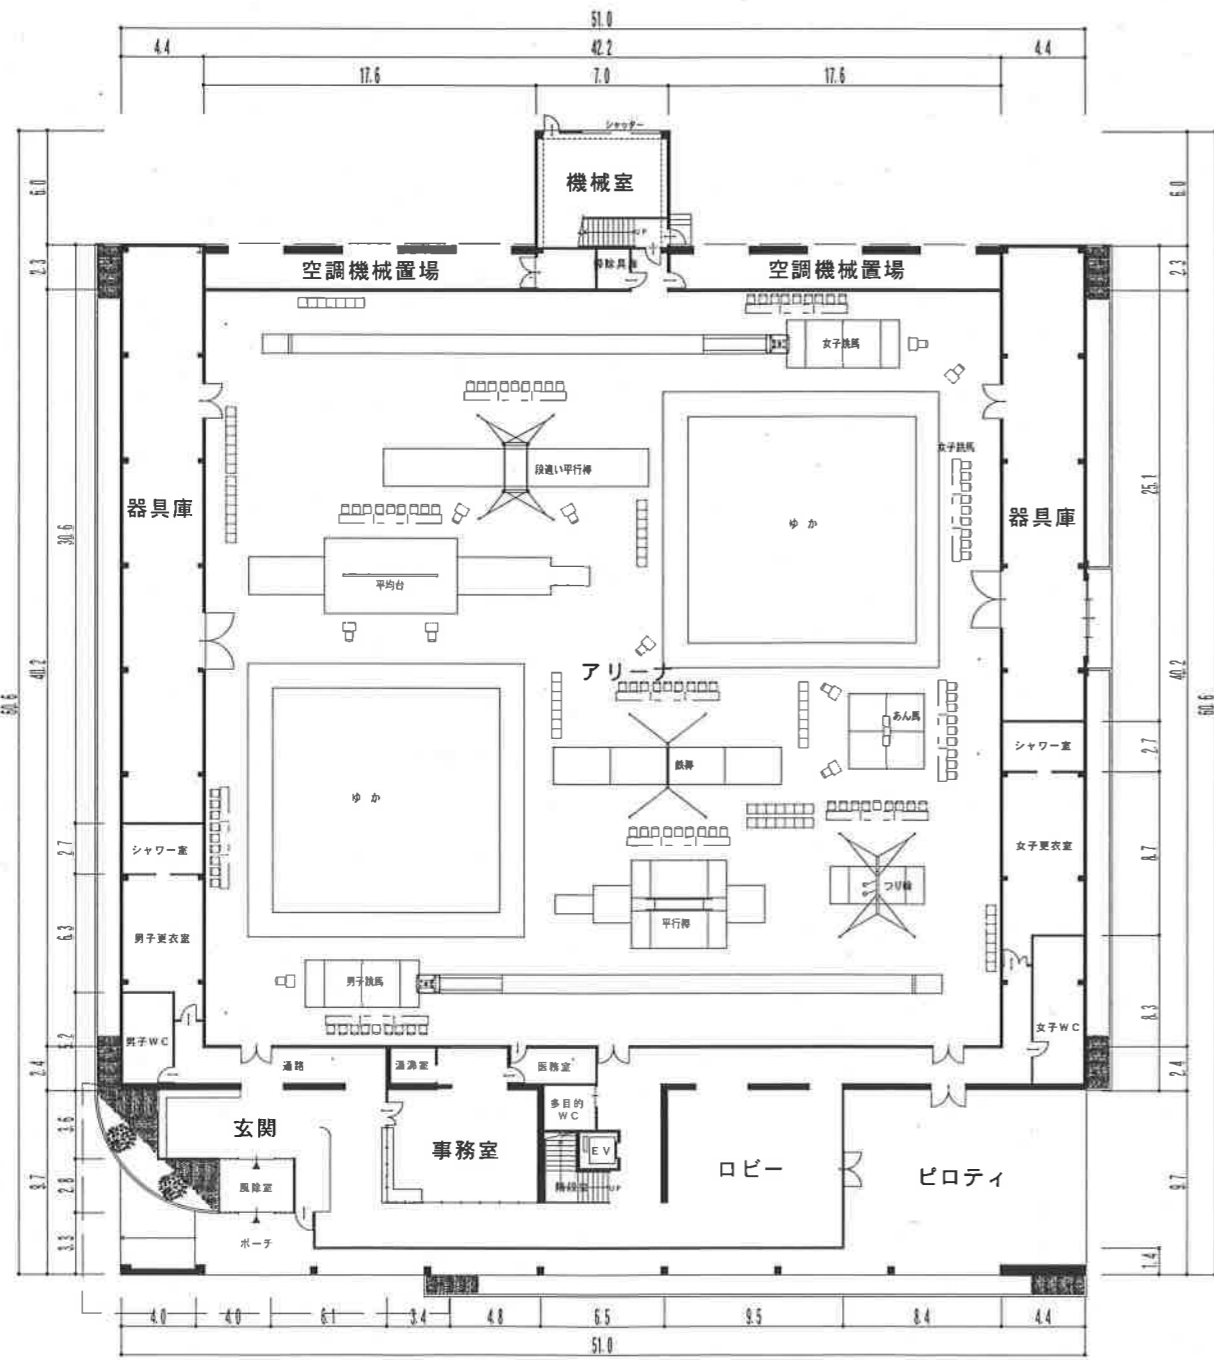 51.0
4.4
42.2
4.4
17.6
7.0
17.6
シャッター
6.0
機械室
6.0
UP
2.3
空調機械置場
空調機械置場
2.3
女子跳馬
段違い平行棒
女子跳馬
25.1
器具庫
器具庫
30.6
ゆか
平均台
アリーナ
40.2
40.2
60.6
60.6
あん馬
シャワー室
2.7
鉄棒
ゆか
シャワー室
2.7
女子更衣室
8.7
つり輪
平行棒
男子更衣室
6.3
男子跳馬
8.3
男子WC
女子WC
5.2
通路
湯沸室
医務室
2.4
2.4
多目的
WC
玄関
3.6
事務室
EV
ロビー
ピロティ
風除室
階段室
UP
2.8
9.7
9.7
ポーチ
3.3
1.4
4.0
4.0
6.1
3.4
4.8
6.5
9.5
8.4
4.4
51.0